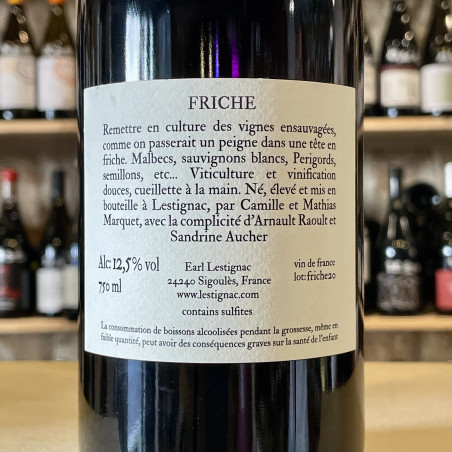 FRICHE
Remettre en culture des vignes ensauvagées,
comme on passerait un peigne dans une tête en
friche. Malbecs, sauvignons blancs, Perigords,
semillons, etc... Viticulture et vinification
douces, cueillette à la main. Né, élevé et mis en
bouteille à Lestignac, par Camille et Mathias
Marquet, avec la complicité d'Arnault Raoult et
Sandrine Aucher
Alc: 12,5% vol
750 ml
Earl Lestignac
24240 Sigoulès, France
www.lestignac.com
contains sulfites
vin de france
lot:friche20
La consommation de boissons alcoolisées pendant la grossesse, même en
faible quantité, peut avoir des conséquences graves sur la santé de l'enfant